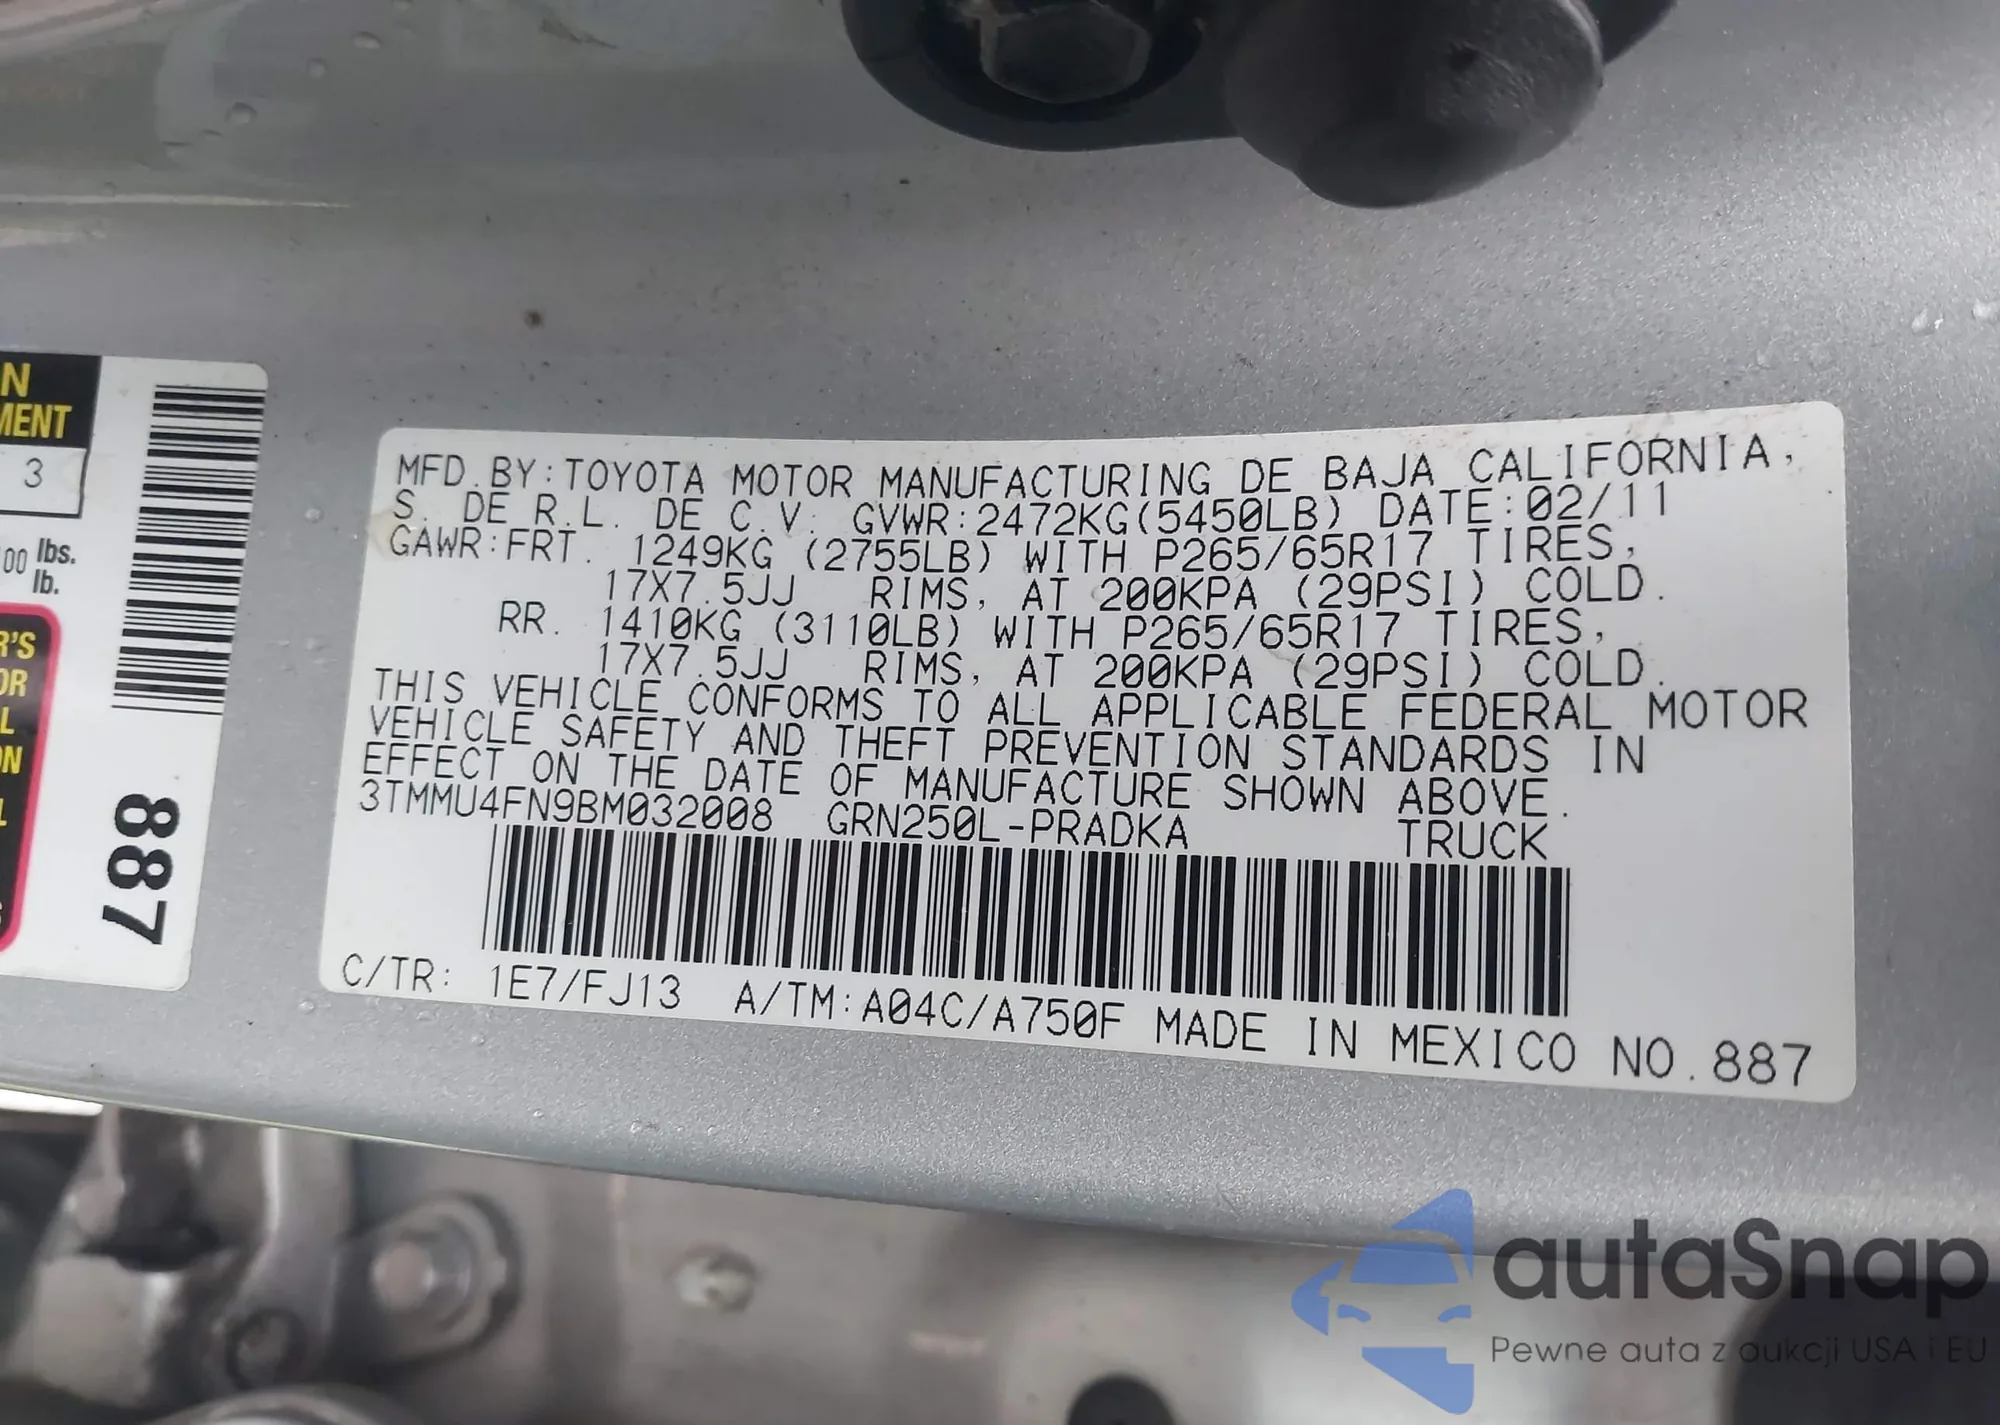 N
MENT
3
00 lbs.
lb.
R'S
OR
L
ON
L
887
MFD.BY:TOYOTA MOTOR MANUFACTURING DE BAJA CALIFORNIA,
S. DE R.L. DE C.V. GVWR:2472KG(5450LB) DATE:02/11
GAWR:FRT. 1249KG (2755LB) WITH P265/65R17 TIRES,
17X7.5JJ RIMS, AT 200KPA (29PSI) COLD.
RR. 1410KG (3110LB) WITH P265/65R17 TIRES,
17X7.5JJ RIMS, AT 200KPA (29PSI) COLD.
THIS VEHICLE CONFORMS TO ALL APPLICABLE FEDERAL MOTOR
VEHICLE SAFETY AND THEFT PREVENTION STANDARDS IN
EFFECT ON THE DATE OF MANUFACTURE SHOWN ABOVE.
3TMMU4FN9BM032008 GRN250L-PRADKA TRUCK
C/TR: 1E7/FJ13 A/TM:A04C/A750F MADE IN MEXICO NO.887
autaSnap
Pewne auta z aukcji USA i EU